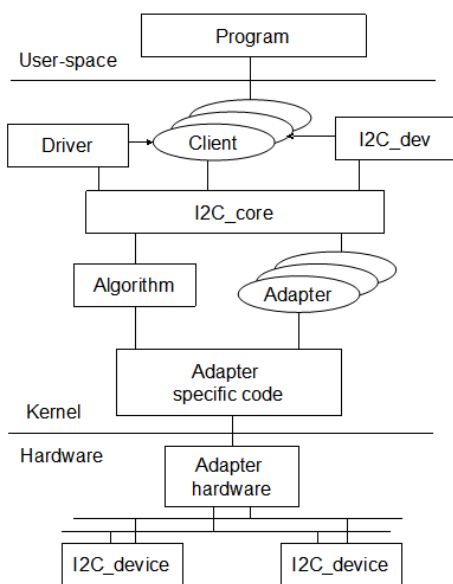 Program
User-space
Driver
Client
I2C_dev
I2C_core
Algorithm
Adapter
Adapter
specific code
Kernel
Hardware
Adapter
hardware
I2C_device
I2C_device